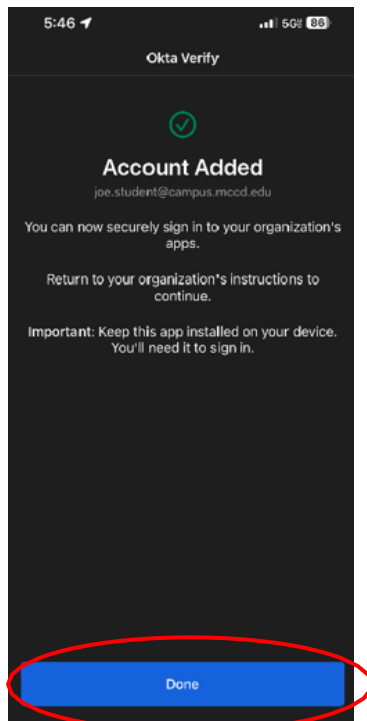 5:46 5G 86
Okta Verify
Account Added
joe.student@campus.mccd.edu
You can now securely sign in to your organization's
apps.
Return to your organization's instructions to
continue.
Important: Keep this app installed on your device.
You'll need it to sign in.
Done